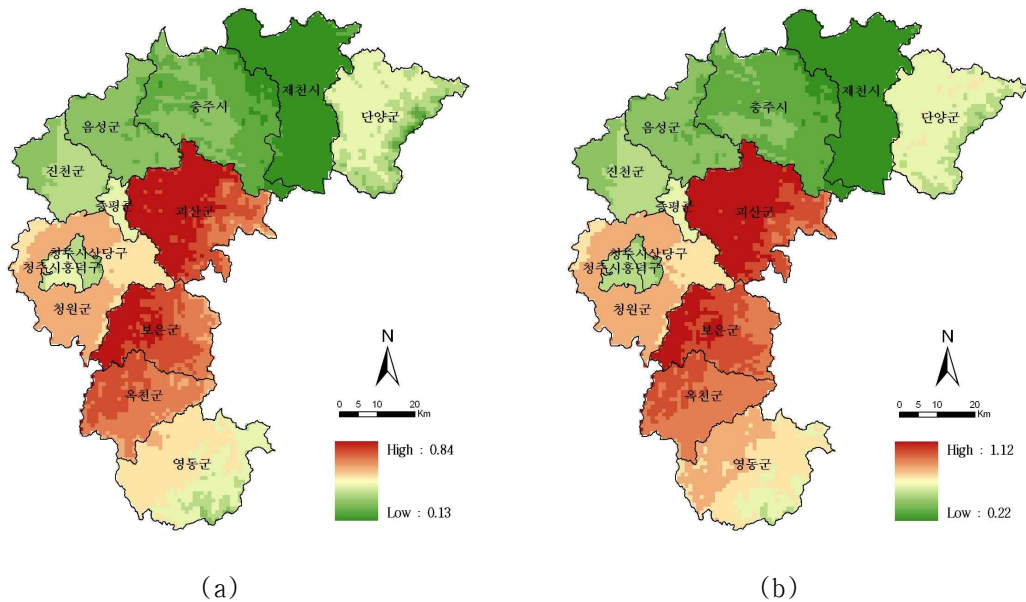 제천시
충주시
단양군
음성군
진천군
증평군
괴산군
청주시상당구
청주시흥덕구
청원군
보은군
옥천군
영동군
N
0 5 10 20
Km
High : 0.84
Low : 0.13
(a)
제천시
충주시
단양군
음성군
진천군
증평군
괴산군
청주시상당구
청주시흥덕구
청원군
보은군
옥천군
영동군
N
0 5 10 20
Km
High : 1.12
Low : 0.22
(b)